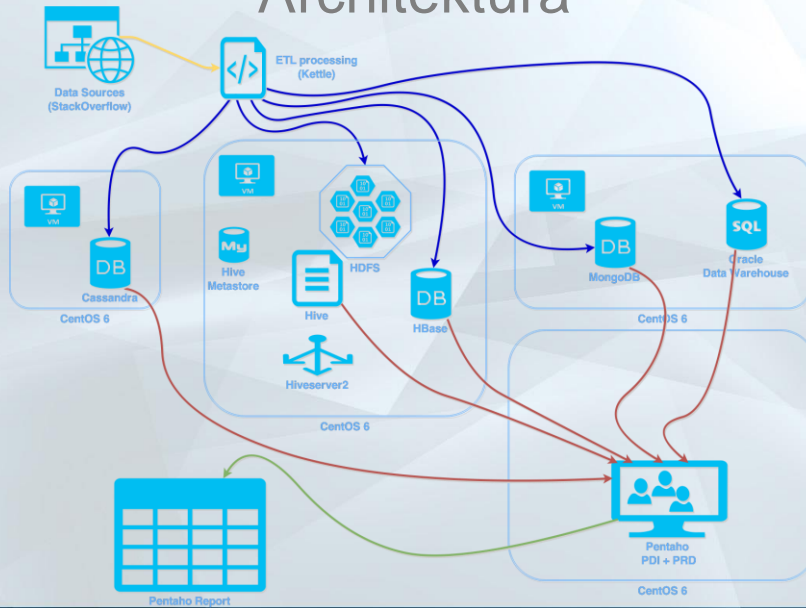 Architektura
Data Sources
(StackOverflow)
</>
ETL processing
(Kettle)
VM
DB
Cassandra
CentOS 6
VM
My
Hive
Metastore
HDFS
Hive
DB
HBase
Hiveserver2
CentOS 6
VM
DB
MongoDB
SQL
Oracle
Data Warehouse
CentOS 6
Pentaho
PDI + PRD
CentOS 6
Pentaho Report